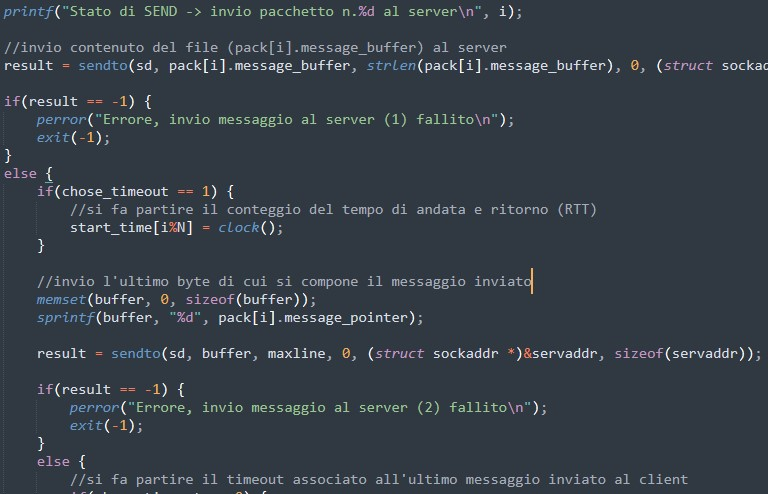 printf("Stato di SEND -> invio pacchetto n.%d al server\n", i);
//invio contenuto del file (pack[i].message_buffer) al server
result = sendto(sd, pack[i].message_buffer, strlen(pack[i].message_buffer), 0, (struct sockad
if(result == -1) {
perror("Errore, invio messaggio al server (1) fallito\n");
exit(-1);
}
else {
if(chose_timeout == 1) {
//si fa partire il conteggio del tempo di andata e ritorno (RTT)
start_time[i%N] = clock();
}
//invio l'ultimo byte di cui si compone il messaggio inviato
memset(buffer, 0, sizeof(buffer));
sprintf(buffer, "%d", pack[i].message_pointer);
result = sendto(sd, buffer, maxline, 0, (struct sockaddr *)&servaddr, sizeof(servaddr));
if(result == -1) {
perror("Errore, invio messaggio al server (2) fallito\n");
exit(-1);
}
else {
//si fa partire il timeout associato all'ultimo messaggio inviato al client